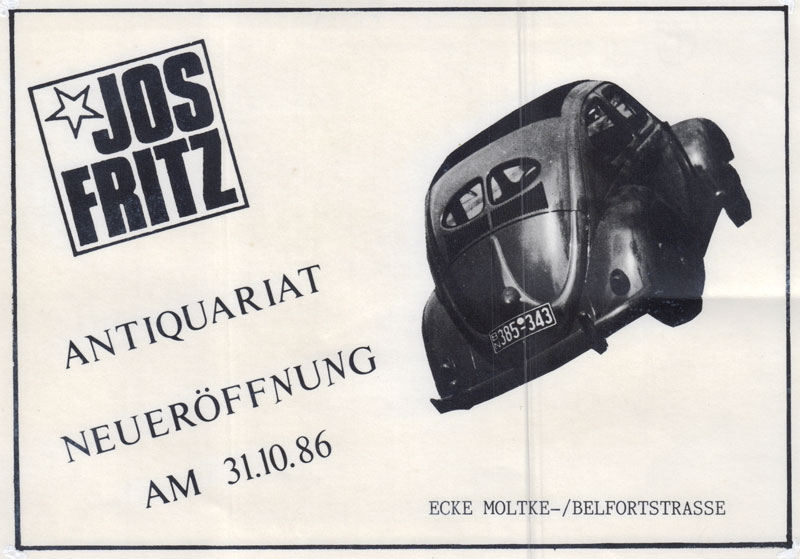 JOS
FRITZ
ANTIQUARIAT
NEUERÖFFNUNG
AM 31.10.86
385-343
ECKE MOLTKE-/BELFORTSTRASSE